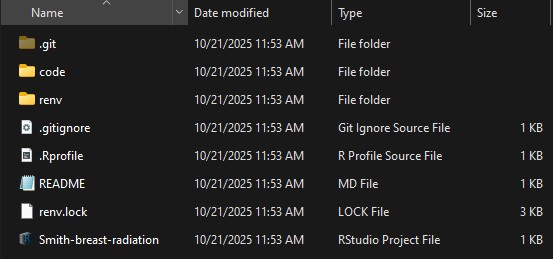 Name Date modified Type Size
.git 10/21/2025 11:53 AM File folder
code 10/21/2025 11:53 AM File folder
renv 10/21/2025 11:53 AM File folder
.gitignore 10/21/2025 11:53 AM Git Ignore Source File 1 KB
.Rprofile 10/21/2025 11:53 AM R Profile Source File 1 KB
README 10/21/2025 11:53 AM MD File 1 KB
renv.lock 10/21/2025 11:53 AM LOCK File 3 KB
Smith-breast-radiation 10/21/2025 11:53 AM RStudio Project File 1 KB